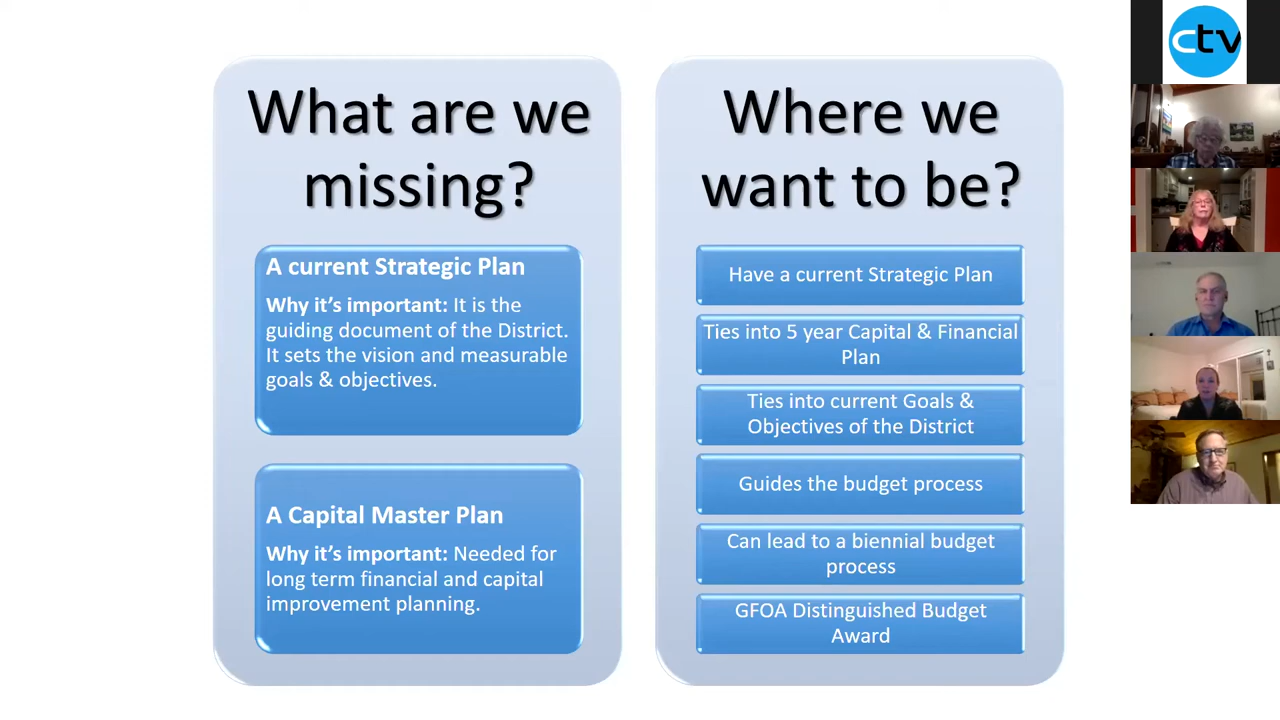 What are we
missing?
A current Strategic Plan
Why it's important: It is the
guiding document of the District.
It sets the vision and measurable
goals & objectives.
A Capital Master Plan
Why it's important: Needed for
long term financial and capital
improvement planning.
Where we
want to be?
Have a current Strategic Plan
Ties into 5 year Capital & Financial
Plan
Ties into current Goals &
Objectives of the District
Guides the budget process
Can lead to a biennial budget
process
GFOA Distinguished Budget
Award
ctv